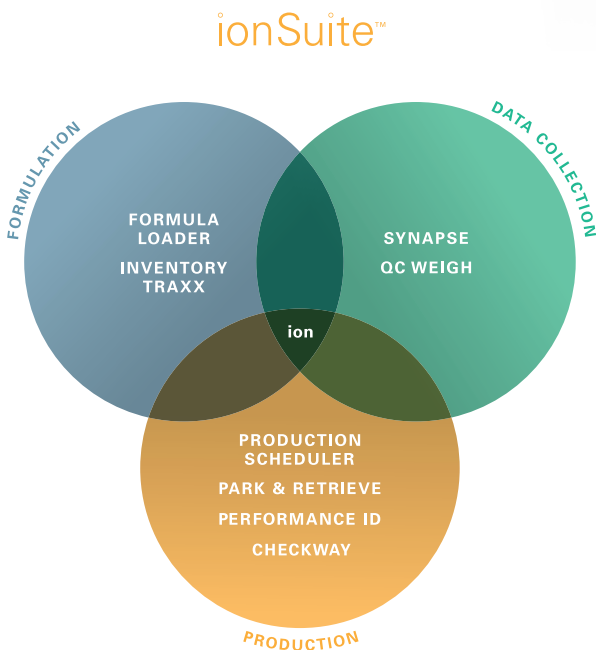 ionSuite™
FORMULATION
DATA COLLECTION
FORMULA
LOADER
INVENTORY
TRAXX
SYNAPSE
QC WEIGH
ion
PRODUCTION
SCHEDULER
PARK & RETRIEVE
PERFORMANCE ID
CHECKWAY
PRODUCTION